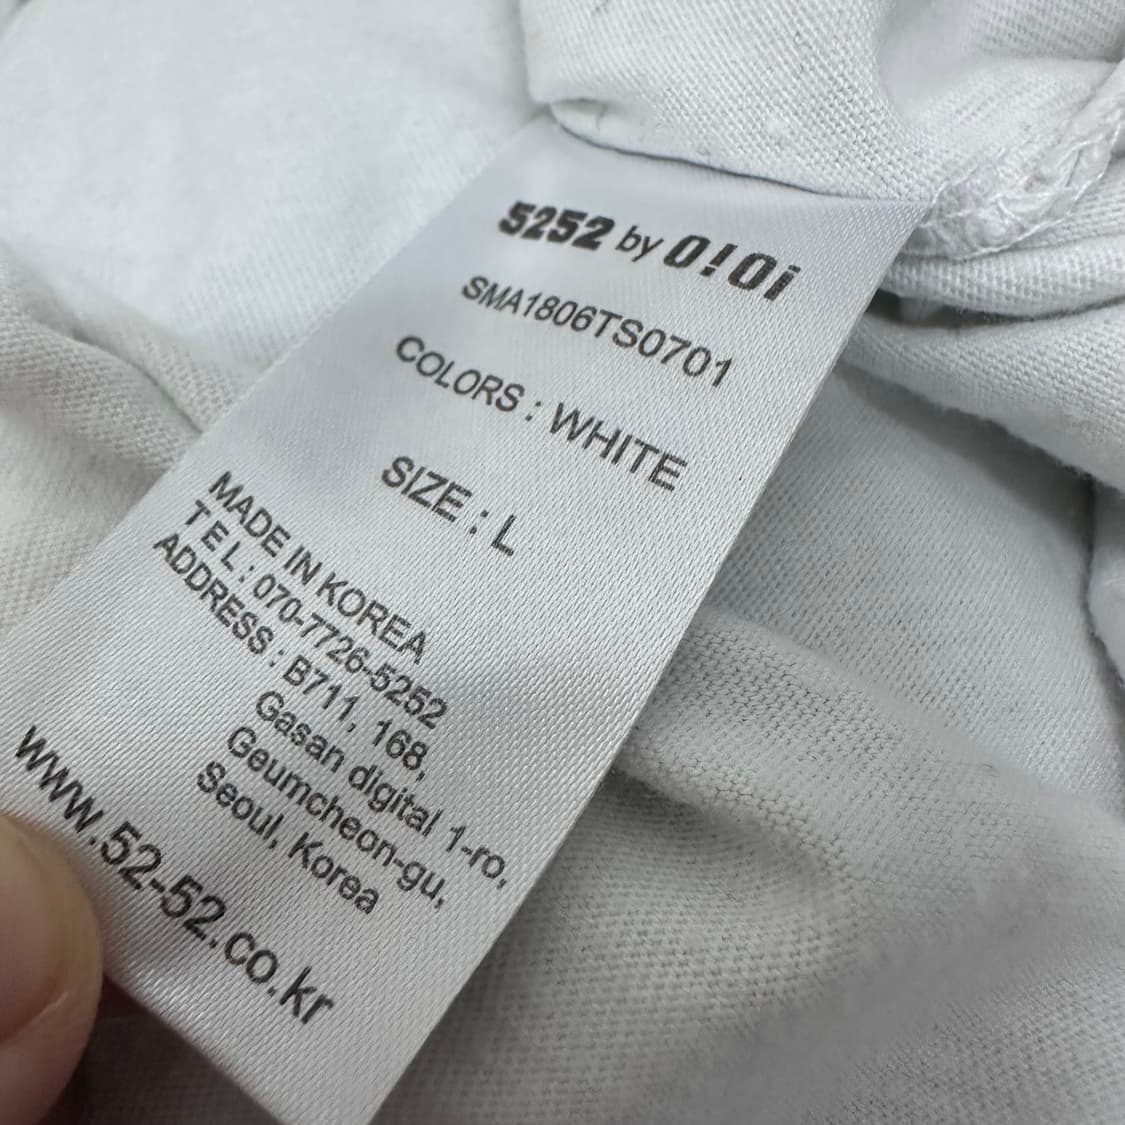 5252 by O!Oi
SMA1806TS0701
COLORS : WHITE
SIZE : L
MADE IN KOREA
TEL : 070-7726-5252
ADDRESS : B711, 168,
Gasan digital 1-ro,
Geumcheon-gu,
Seoul, Korea
www.52-52.co.kr